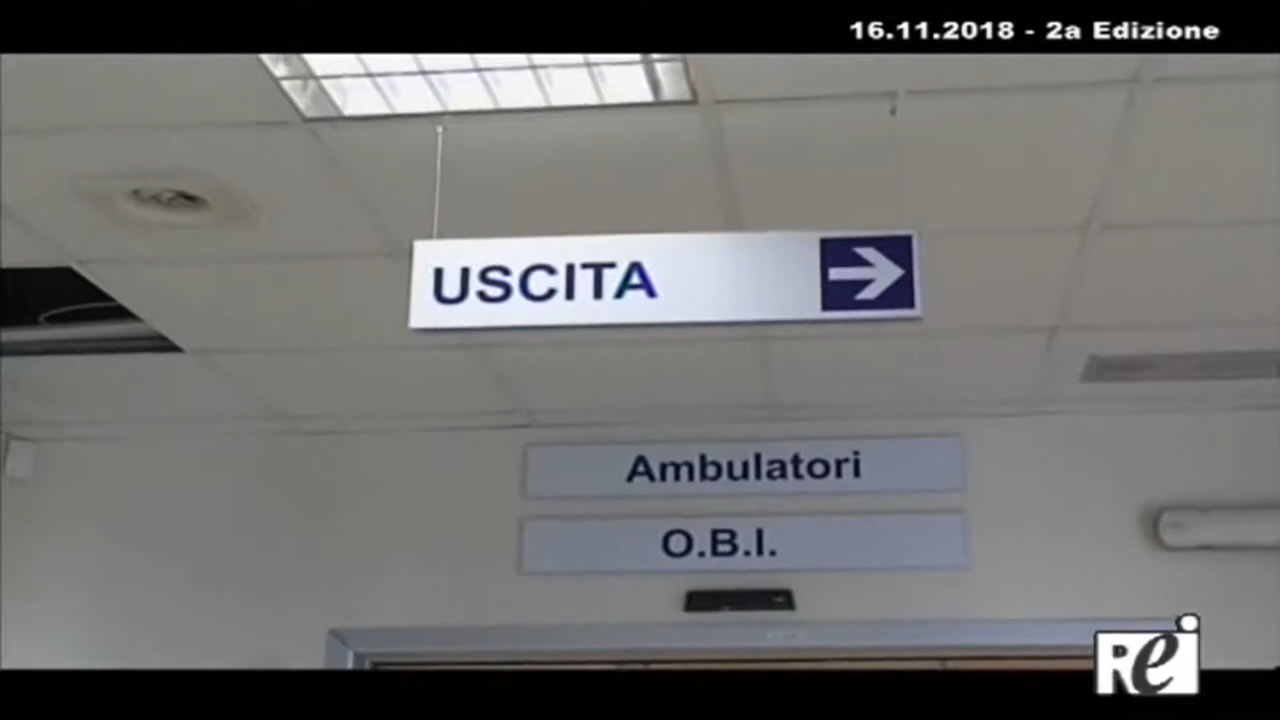 16.11.2018 - 2a Edizione
USCITA
Ambulatori
O.B.I.
Rei